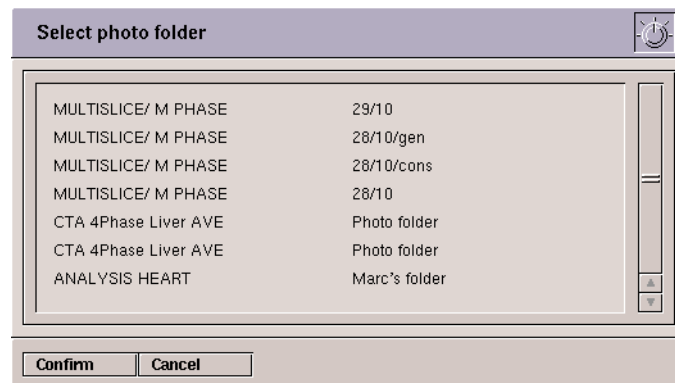 Select photo folder
MULTISLICE/ M PHASE 29/10
MULTISLICE/ M PHASE 28/10/gen
MULTISLICE/ M PHASE 28/10/cons
MULTISLICE/ M PHASE 28/10
CTA 4Phase Liver AVE Photo folder
CTA 4Phase Liver AVE Photo folder
ANALYSIS HEART Marc's folder
Confirm Cancel